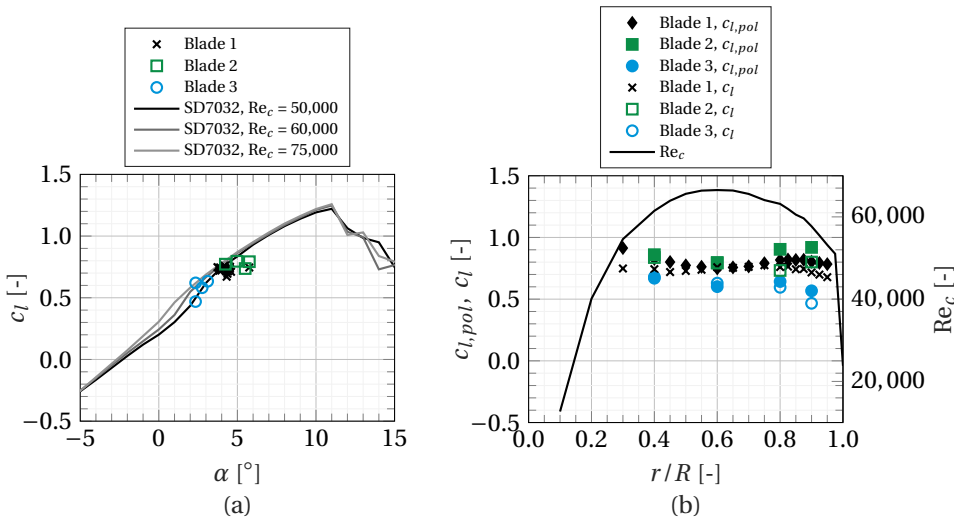 Blade 1
Blade 2
Blade 3
SD7032, Re_c = 50,000
SD7032, Re_c = 60,000
SD7032, Re_c = 75,000
1.5
1.0
0.5
0.0
−0.5
c_l [-]
−5
0
5
10
15
α [°]
(a)
Blade 1, c_{l,pol}
Blade 2, c_{l,pol}
Blade 3, c_{l,pol}
Blade 1, c_l
Blade 2, c_l
Blade 3, c_l
Re_c
1.5
1.0
0.5
0.0
−0.5
c_{l,pol}, c_l [-]
60,000
40,000
20,000
Re_c [-]
0.0
0.2
0.4
0.6
0.8
1.0
r/R [-]
(b)